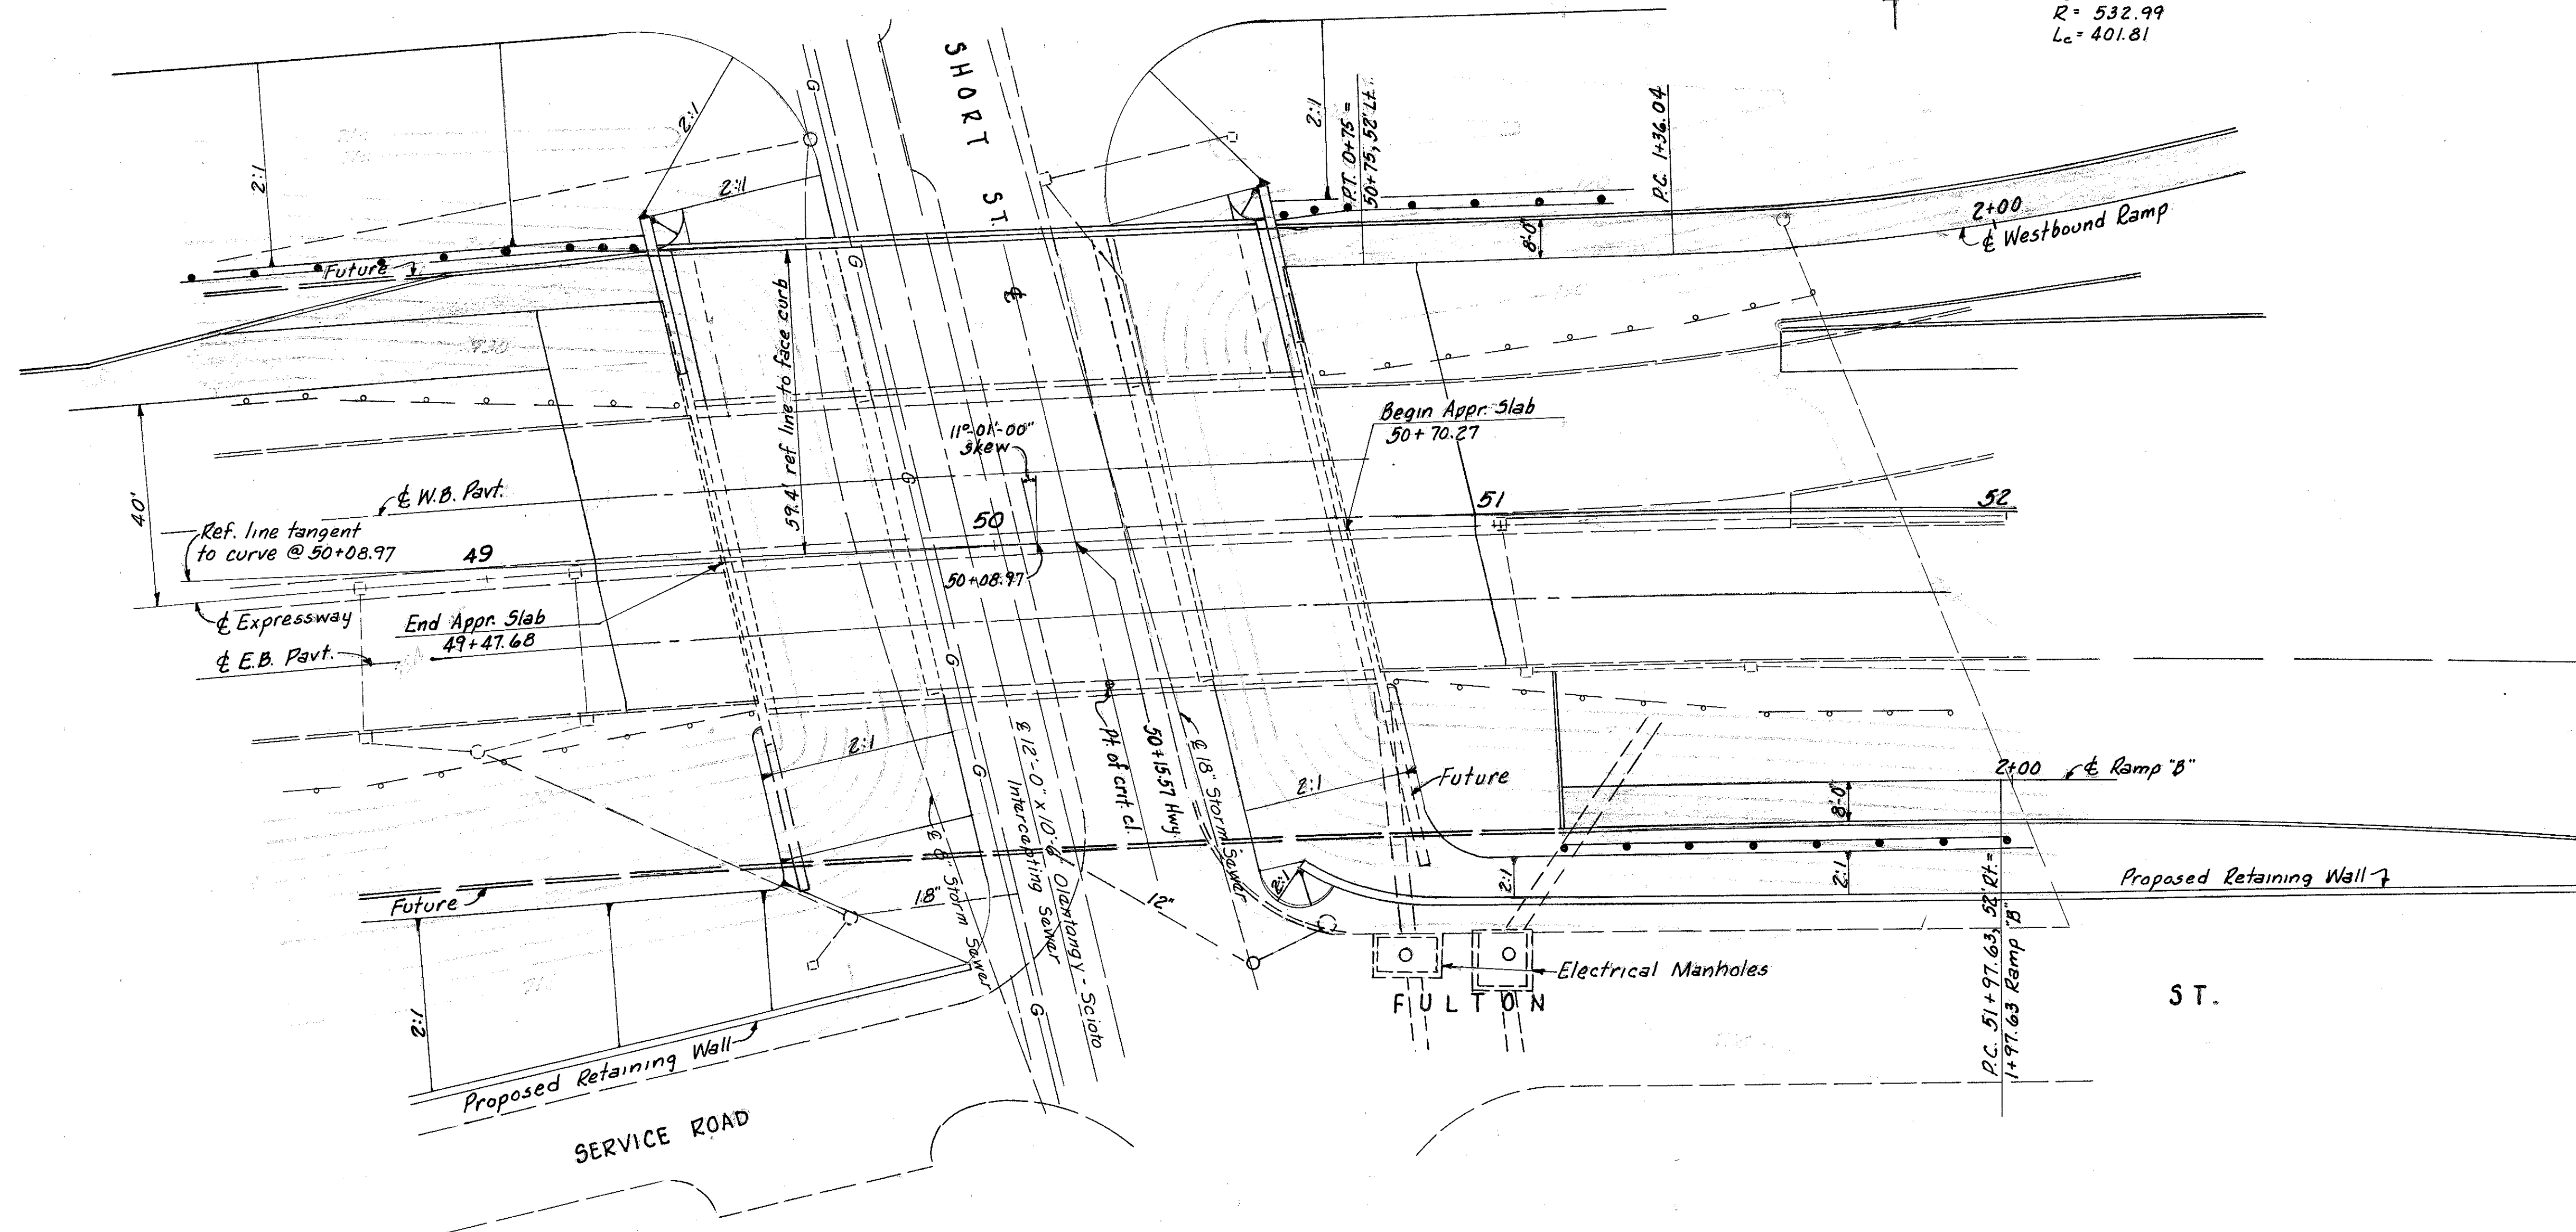 R = 532.99
Lc = 401.81
SHORT ST.
G
2:1
2:1
2:1
2:1
P.T. 0+75 =
50+75, 52' Lt.
P.C. 1+36.04
8'-0"
2+00
℄ Westbound Ramp
Future
G
℄
59.4' ref line to face curb
930
40'
℄ W.B. Pavt.
11°-01'-00"
skew
G
Begin Appr. Slab
50+70.27
Ref. line tangent
to curve @ 50+08.97
49
50
51
52
50+08.97
℄ Expressway
End Appr. Slab
49+47.68
℄ E.B. Pavt.
G
2:1
Pt. of crit. cl.
50+15.57 Hwy.
℄ 18" Storm Sewer
2:1
Future
2+00
℄ Ramp "B"
8'-0"
G
℄ 12'-0" x 10'-6" Olentangy - Scioto
Intercepting Sewer
℄ 8" Storm Sewer
Future
18"
12"
2:1
2:1
2:1
Proposed Retaining Wall
P.C. 51+97.63, 52' Rt. =
1+97.63 Ramp "B"
Electrical Manholes
FULTON
ST.
G
1:2
Proposed Retaining Wall
SERVICE ROAD